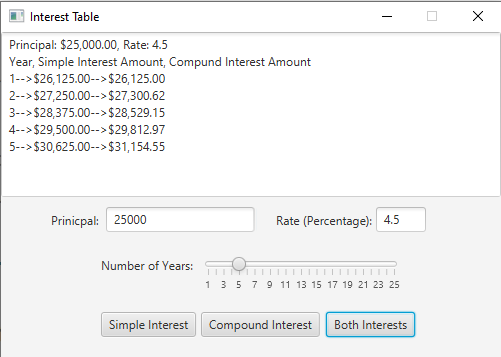 Interest Table
Principal: $25,000.00, Rate: 4.5
Year, Simple Interest Amount, Compund Interest Amount
1-->$26,125.00-->$26,125.00
2-->$27,250.00-->$27,300.62
3-->$28,375.00-->$28,529.15
4-->$29,500.00-->$29,812.97
5-->$30,625.00-->$31,154.55
Prinicpal: 25000 Rate (Percentage): 4.5
Number of Years:
1 3 5 7 9 11 13 15 17 19 21 23 25
Simple Interest Compound Interest Both Interests